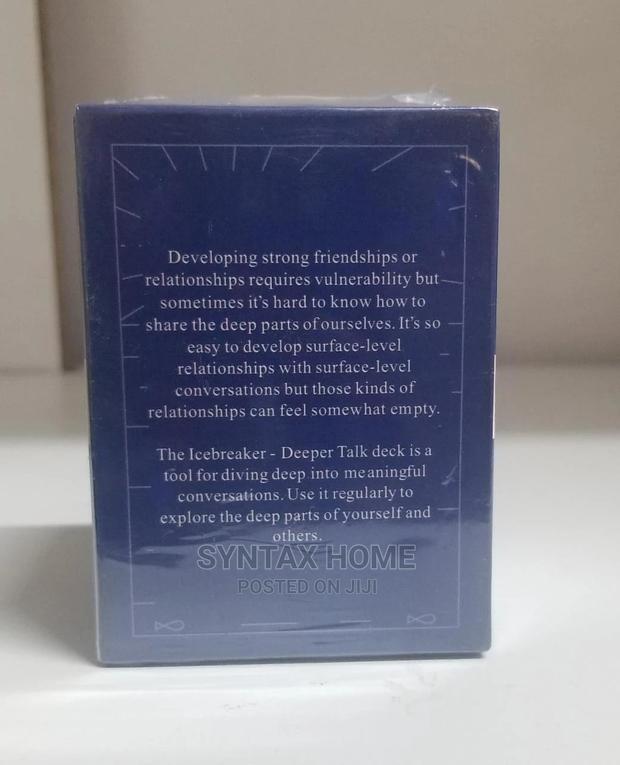 Developing strong friendships or
relationships requires vulnerability but
sometimes it's hard to know how to
share the deep parts of ourselves. It's so
easy to develop surface-level
relationships with surface-level
conversations but those kinds of
relationships can feel somewhat empty.
The Icebreaker - Deeper Talk deck is a
tool for diving deep into meaningful
conversations. Use it regularly to
explore the deep parts of yourself and
others.
SYNTAX HOME
POSTED ON JIJI